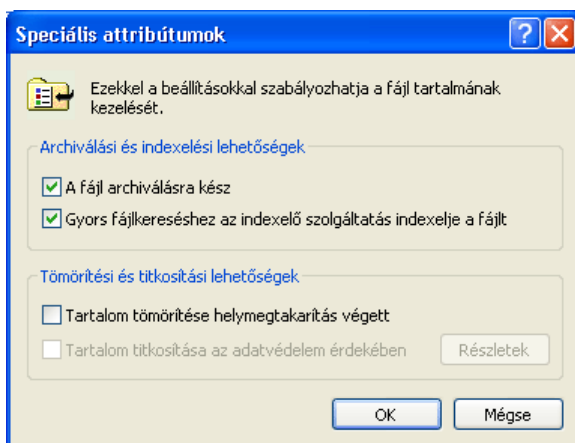 Speciális attribútumok
Ezekkel a beállításokkal szabályozhatja a fájl tartalmának
kezelését.
Archiválási és indexelési lehetőségek
A fájl archiválásra kész
Gyors fájlkereséshez az indexelő szolgáltatás indexelje a fájlt
Tömörítési és titkosítási lehetőségek
Tartalom tömörítése helymegtakarítás végett
Tartalom titkosítása az adatvédelem érdekében Részletek
OK Mégse